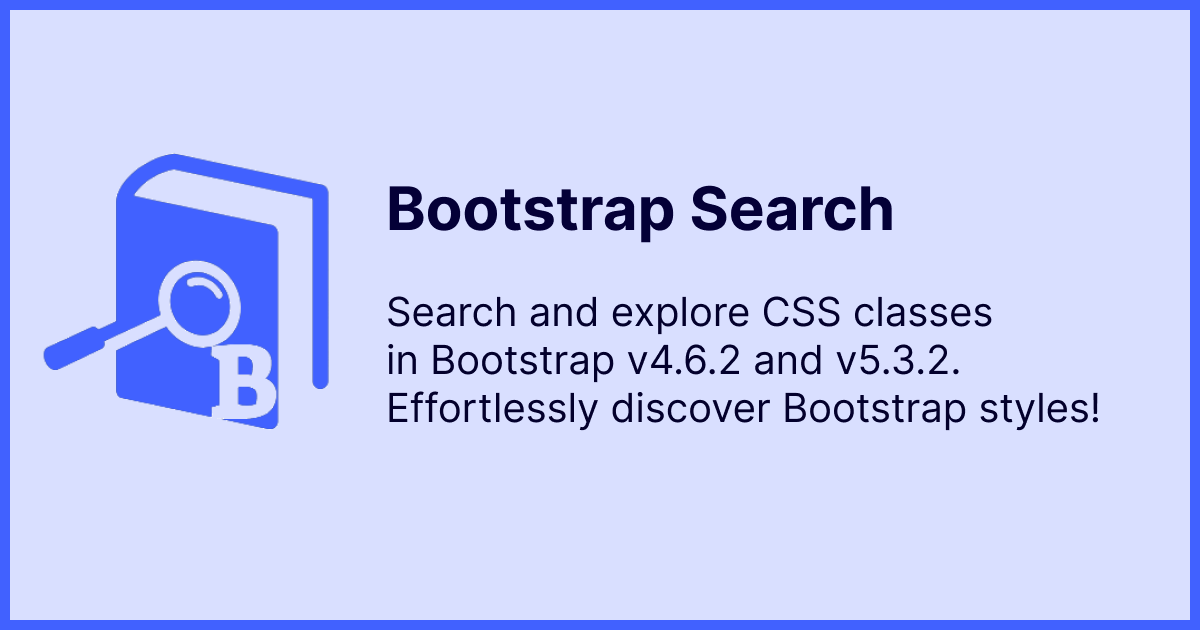 Bootstrap Search
Search and explore CSS classes
in Bootstrap v4.6.2 and v5.3.2.
Effortlessly discover Bootstrap styles!
B